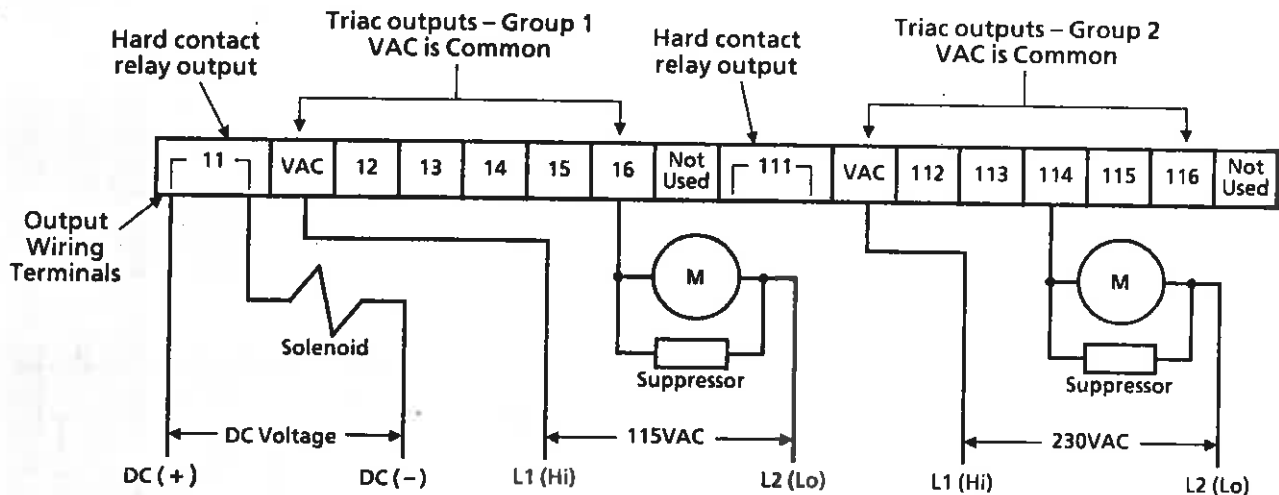 Triac outputs – Group 1
VAC is Common
Hard contact
relay output
Triac outputs – Group 2
VAC is Common
Hard contact
relay output
11 VAC 12 13 14 15 16 Not Used 111 VAC 112 113 114 115 116 Not Used
Output
Wiring
Terminals
Solenoid
M
Suppressor
M
Suppressor
DC Voltage
115VAC
230VAC
DC (+) DC (–) L1 (Hi) L2 (Lo) L1 (Hi) L2 (Lo)